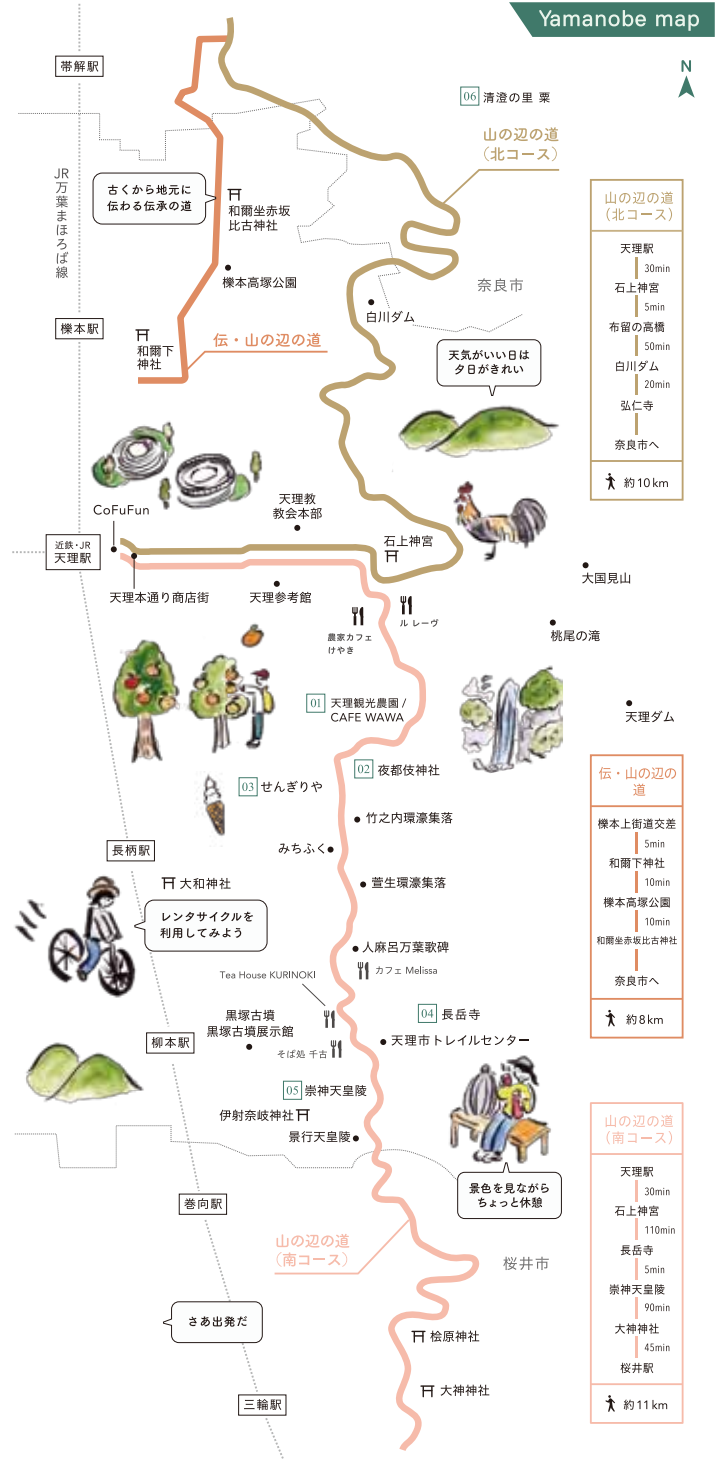 Yamanobe map
N
帯解駅
06 清澄の里 粟
山の辺の道
(北コース)
JR万葉まほろば線
古くから地元に
伝わる伝承の道
和爾坐赤坂
比古神社
櫟本高塚公園
奈良市
白川ダム
櫟本駅
和爾下
神社
伝・山の辺の道
天気がいい日は
夕日がきれい
山の辺の道
(北コース)
天理駅
30min
石上神宮
5min
布留の高橋
50min
白川ダム
20min
弘仁寺
奈良市へ
約10km
CoFuFun
天理教
教会本部
石上神宮
近鉄・JR
天理駅
天理本通り商店街
天理参考館
大国見山
農家カフェ
けやき
ル レーヴ
桃尾の滝
01 天理観光農園/
CAFE WAWA
天理ダム
02 夜都伎神社
03 せんぎりや
竹之内環濠集落
みちふく
長柄駅
萱生環濠集落
大和神社
レンタサイクルを
利用してみよう
人麻呂万葉歌碑
カフェ Melissa
Tea House KURINOKI
伝・山の辺の
道
櫟本上街道交差
5min
和爾下神社
10min
櫟本高塚公園
10min
和爾坐赤坂比古神社
奈良市へ
約8km
黒塚古墳
黒塚古墳展示館
04 長岳寺
天理市トレイルセンター
そば処 千古
柳本駅
05 崇神天皇陵
伊射奈岐神社
景行天皇陵
景色を見ながら
ちょっと休憩
巻向駅
山の辺の道
(南コース)
桜井市
さあ出発だ
檜原神社
大神神社
三輪駅
山の辺の道
(南コース)
天理駅
30min
石上神宮
110min
長岳寺
5min
崇神天皇陵
90min
大神神社
45min
桜井駅
約11km